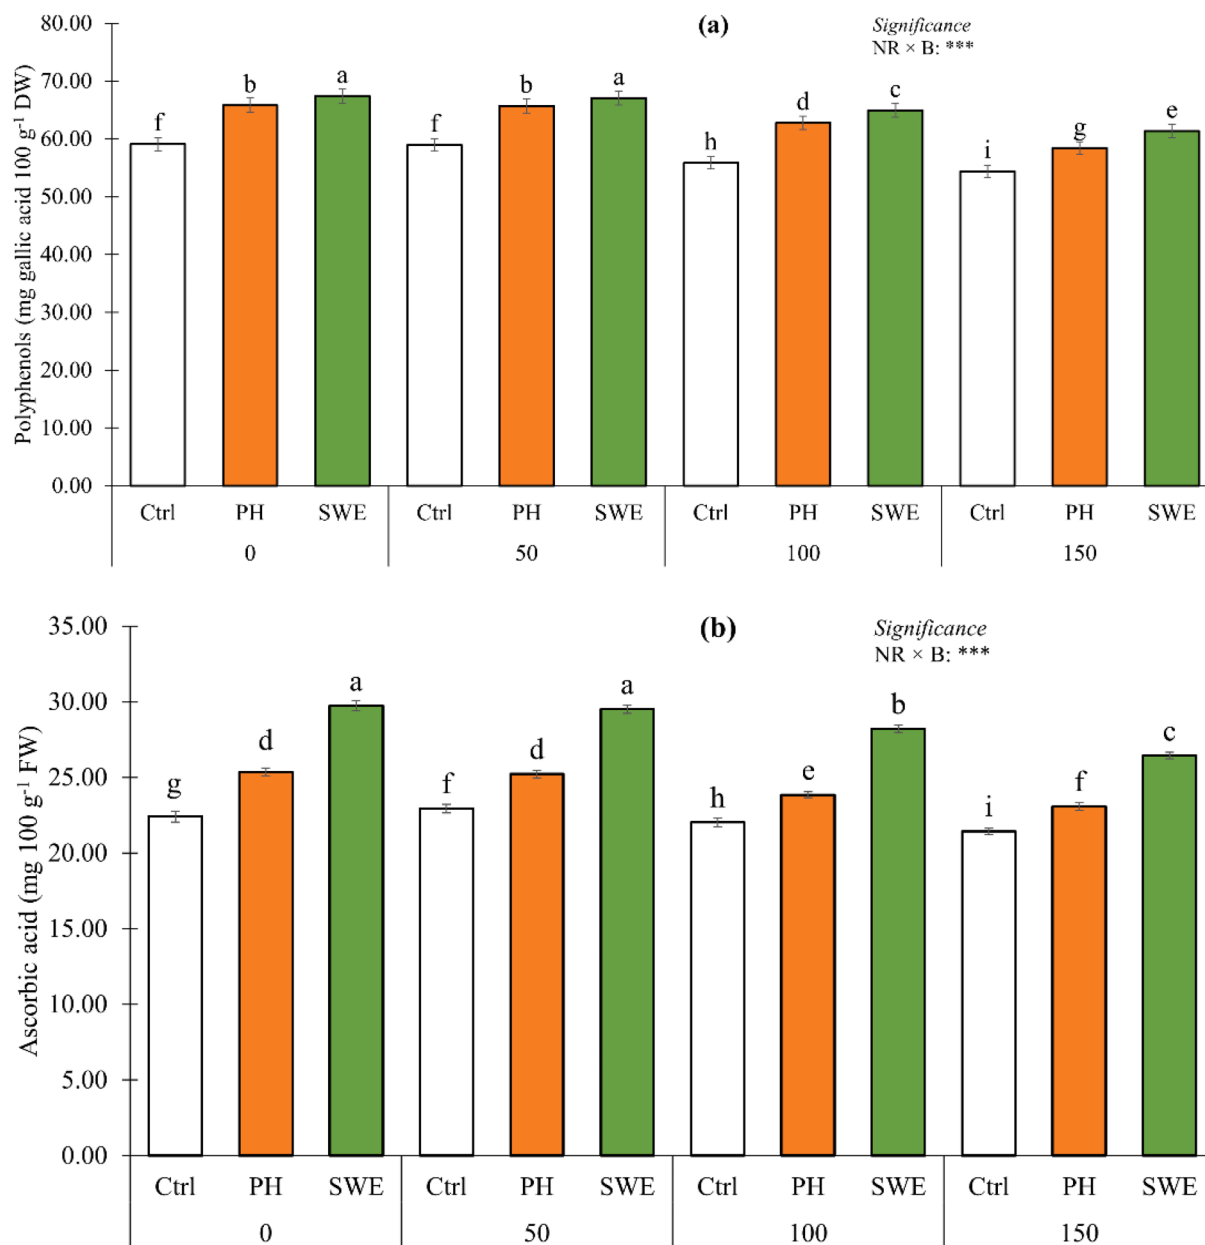 (a)
Significance
NR × B: ***
Polyphenols (mg gallic acid 100 g⁻¹ DW)
80.00
70.00
60.00
50.00
40.00
30.00
20.00
10.00
0.00
f b a f b a h d c i g e
Ctrl PH SWE Ctrl PH SWE Ctrl PH SWE Ctrl PH SWE
0 50 100 150
(b)
Significance
NR × B: ***
Ascorbic acid (mg 100 g⁻¹ FW)
35.00
30.00
25.00
20.00
15.00
10.00
5.00
0.00
g d a f d a h e b i f c
Ctrl PH SWE Ctrl PH SWE Ctrl PH SWE Ctrl PH SWE
0 50 100 150